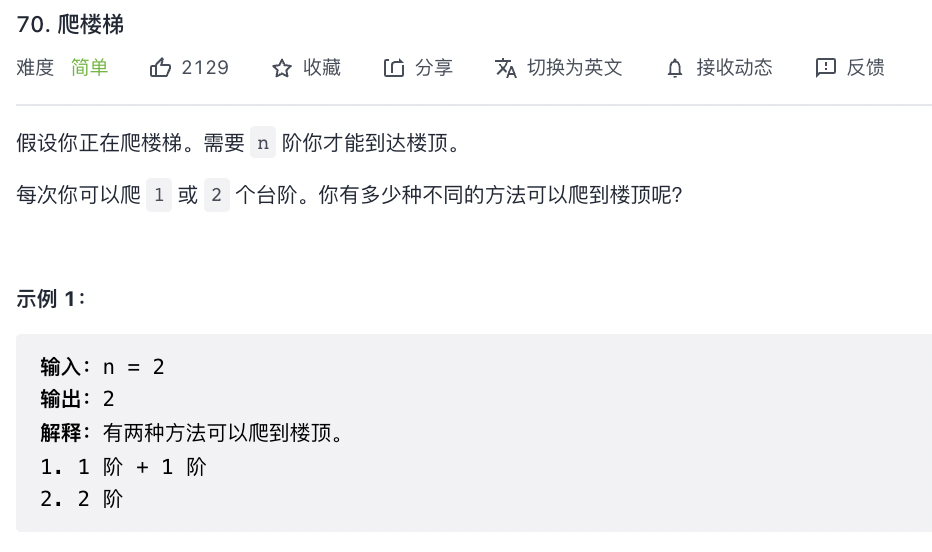 70. 爬楼梯
难度 简单 2129 收藏 分享 切换为英文 接收动态 反馈
假设你正在爬楼梯。需要 n 阶你才能到达楼顶。
每次你可以爬 1 或 2 个台阶。你有多少种不同的方法可以爬到楼顶呢?
示例 1:
输入: n = 2
输出: 2
解释: 有两种方法可以爬到楼顶。
1. 1 阶 + 1 阶
2. 2 阶